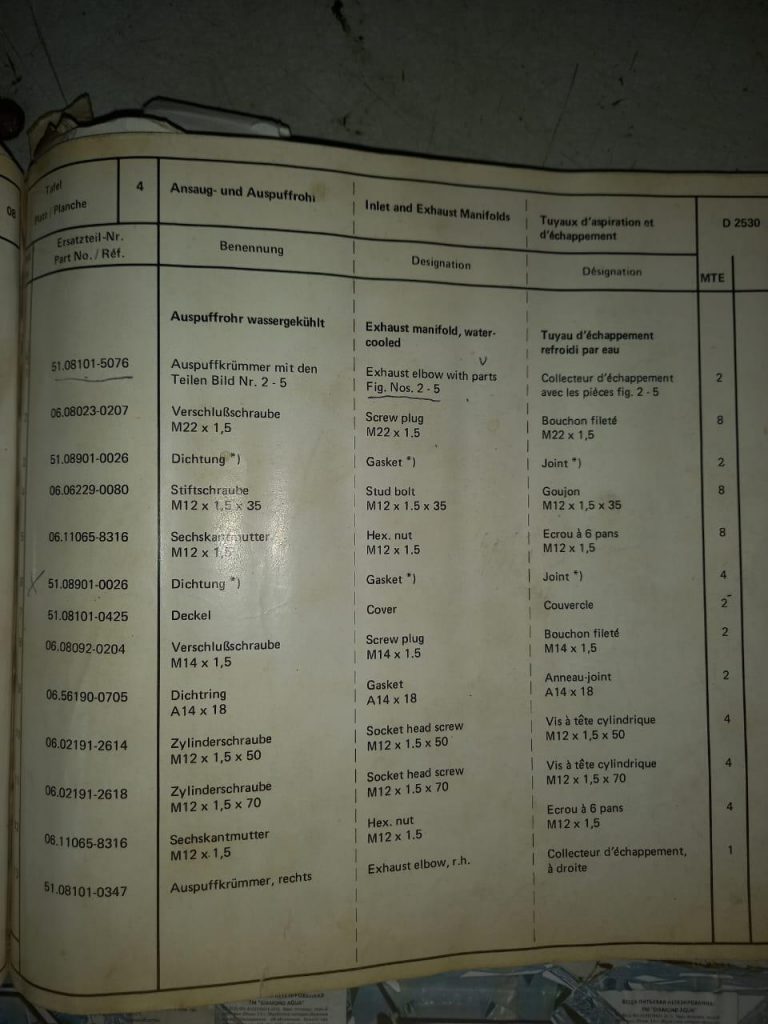 Tafel
Blatt / Planche
4
Ansaug- und Auspuffrohr
Inlet and Exhaust Manifolds
Tuyaux d'aspiration et
d'échappement
D 2530
Ersatzteil-Nr.
Part No. / Réf.
Benennung
Designation
Désignation
MTE
Auspuffrohr wassergekühlt
Exhaust manifold, water-
cooled
Tuyau d'échappement
refroidi par eau
51.08101-5076
Auspuffkrümmer mit den
Teilen Bild Nr. 2 - 5
Exhaust elbow with parts
Fig. Nos. 2 - 5
Collecteur d'échappement
avec les pièces fig. 2 - 5
2
06.08023-0207
Verschlußschraube
M22 x 1,5
Screw plug
M22 x 1.5
Bouchon fileté
M22 x 1,5
8
51.08901-0026
Dichtung *)
Gasket *)
Joint *)
2
06.06229-0080
Stiftschraube
M12 x 1,5 x 35
Stud bolt
M12 x 1.5 x 35
Goujon
M12 x 1,5 x 35
8
06.11065-8316
Sechskantmutter
M12 x 1,5
Hex. nut
M12 x 1.5
Ecrou à 6 pans
M12 x 1,5
8
51.08901-0026
Dichtung *)
Gasket *)
Joint *)
4
51.08101-0425
Deckel
Cover
Couvercle
2
06.08092-0204
Verschlußschraube
M14 x 1,5
Screw plug
M14 x 1.5
Bouchon fileté
M14 x 1,5
2
06.56190-0705
Dichtring
A14 x 18
Gasket
A14 x 18
Anneau-joint
A14 x 18
2
06.02191-2614
Zylinderschraube
M12 x 1,5 x 50
Socket head screw
M12 x 1.5 x 50
Vis à tête cylindrique
M12 x 1,5 x 50
4
06.02191-2618
Zylinderschraube
M12 x 1,5 x 70
Socket head screw
M12 x 1.5 x 70
Vis à tête cylindrique
M12 x 1,5 x 70
4
06.11065-8316
Sechskantmutter
M12 x 1,5
Hex. nut
M12 x 1.5
Ecrou à 6 pans
M12 x 1,5
4
51.08101-0347
Auspuffkrümmer, rechts
Exhaust elbow, r.h.
Collecteur d'échappement,
à droite
1
ТМ "DIAMOND AQUA"
ВОДА ПИТЬЕВАЯ НЕГАЗИРОВАННАЯ
ТМ "DIAMOND AQUA"